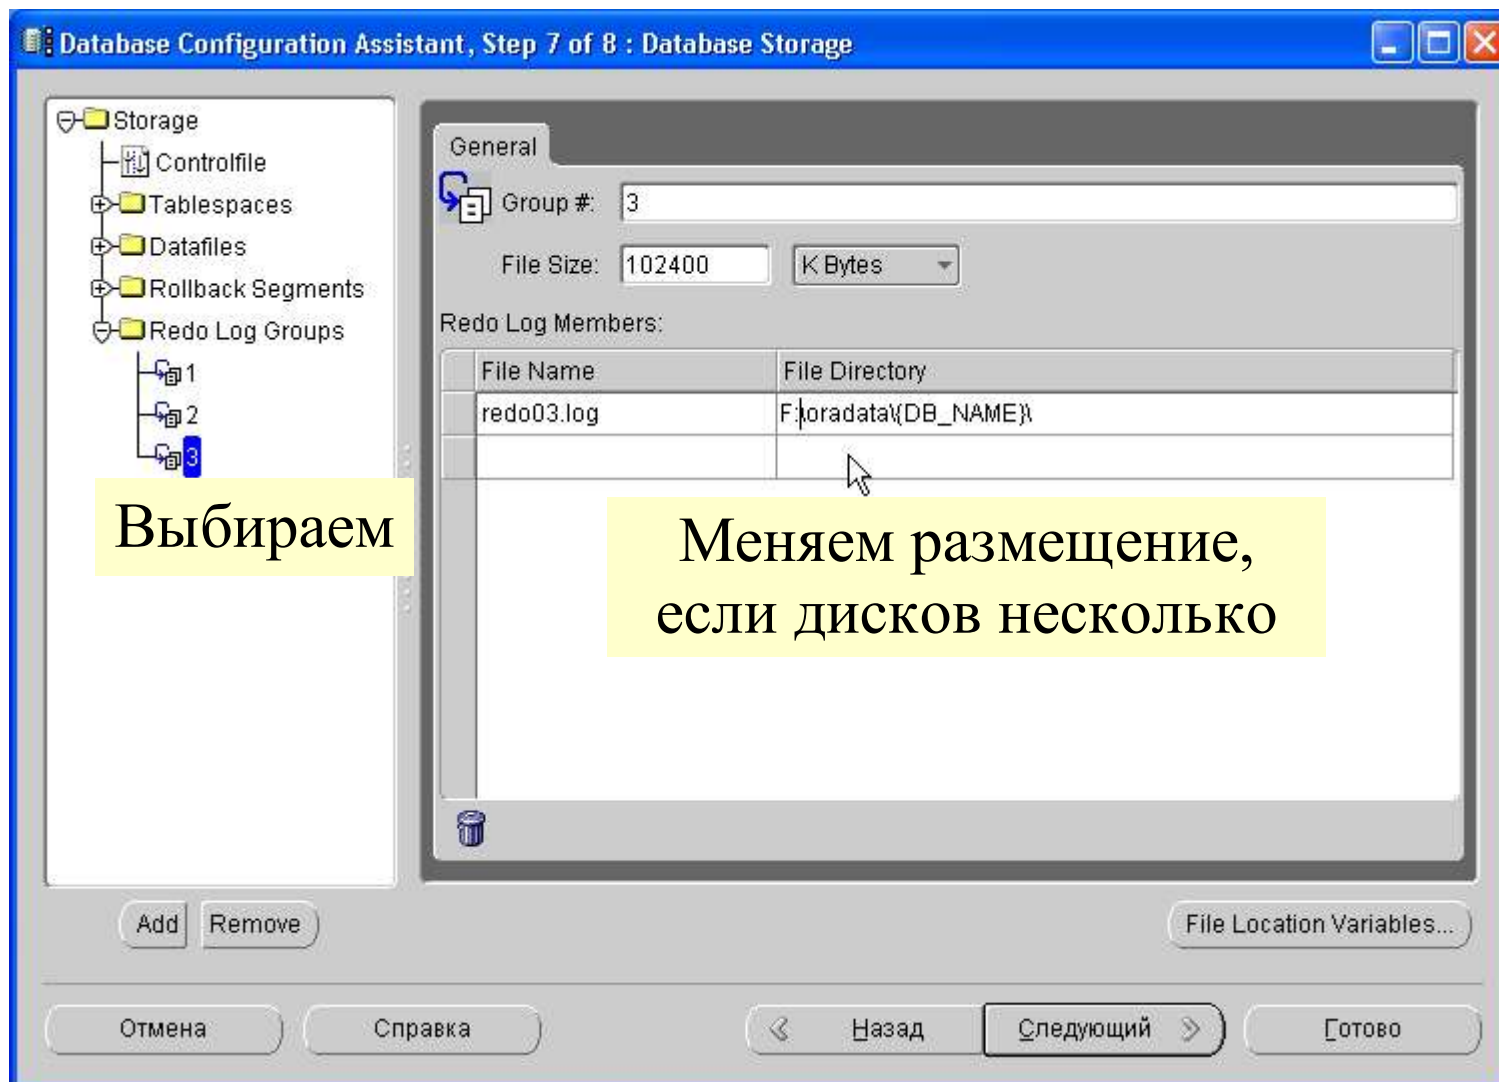 Database Configuration Assistant, Step 7 of 8 : Database Storage
Storage
Controlfile
Tablespaces
Datafiles
Rollback Segments
Redo Log Groups
1
2
3
Выбираем
General
Group #: 3
File Size: 102400 K Bytes
Redo Log Members:
File Name File Directory
redo03.log F:\oradata\{DB_NAME}\
Меняем размещение,
если дисков несколько
Add Remove File Location Variables...
Отмена Справка Назад Следующий Готово